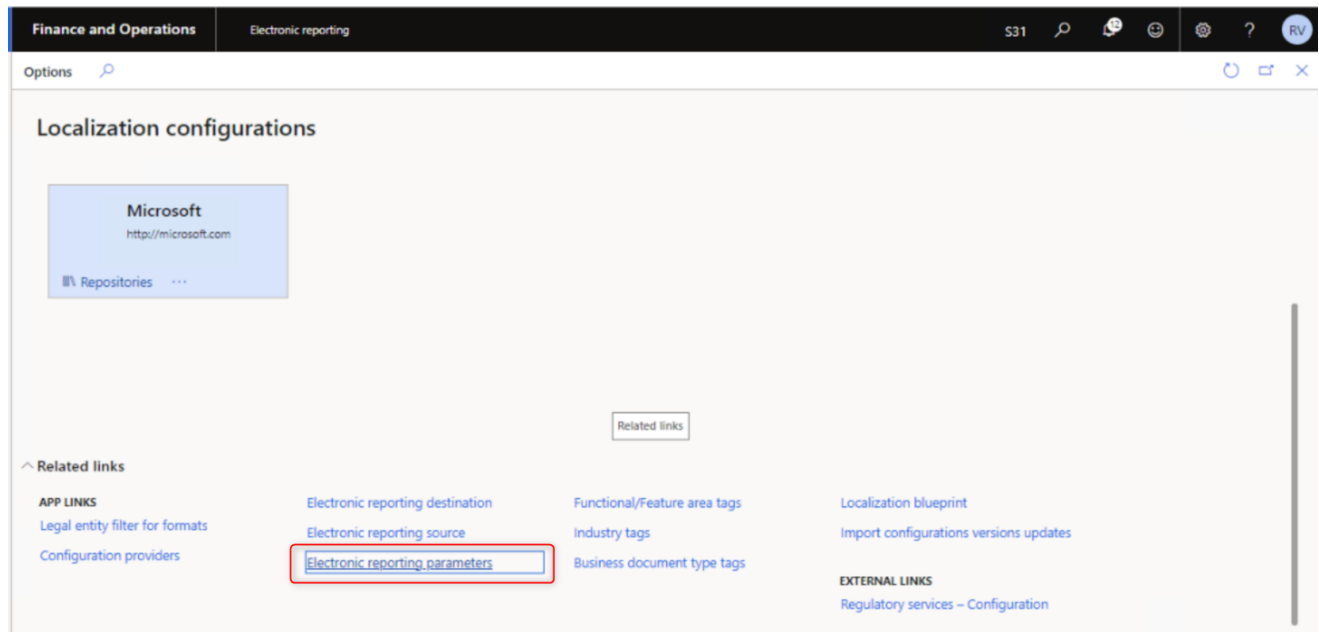 Finance and Operations
Electronic reporting
S31
12
?
RV
Options
Localization configurations
Microsoft
http://microsoft.com
Repositories ...
Related links
Related links
APP LINKS
Legal entity filter for formats
Configuration providers
Electronic reporting destination
Electronic reporting source
Electronic reporting parameters
Functional/Feature area tags
Industry tags
Business document type tags
Localization blueprint
Import configurations versions updates
EXTERNAL LINKS
Regulatory services – Configuration